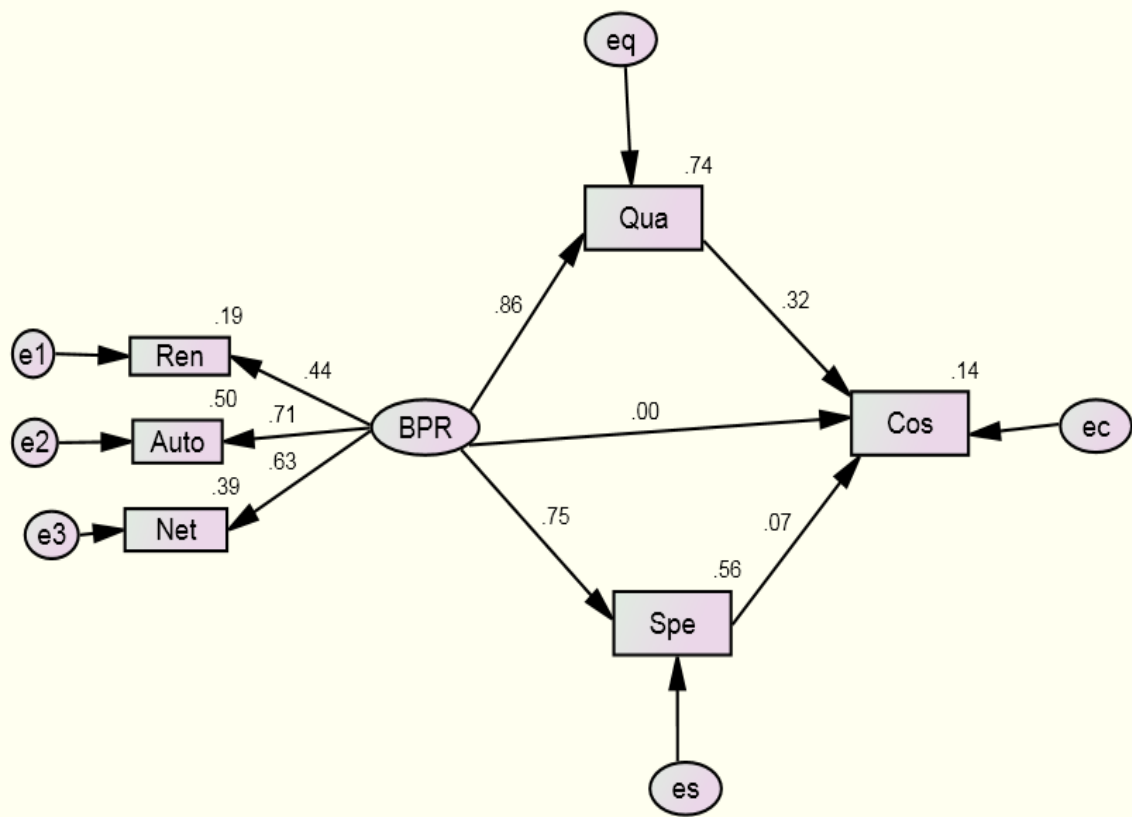 eq
.74
Qua
.86
.32
.19
e1
Ren
.44
.14
.50
.71
.00
Cos
e2
Auto
BPR
ec
.63
.39
e3
Net
.75
.07
.56
Spe
es